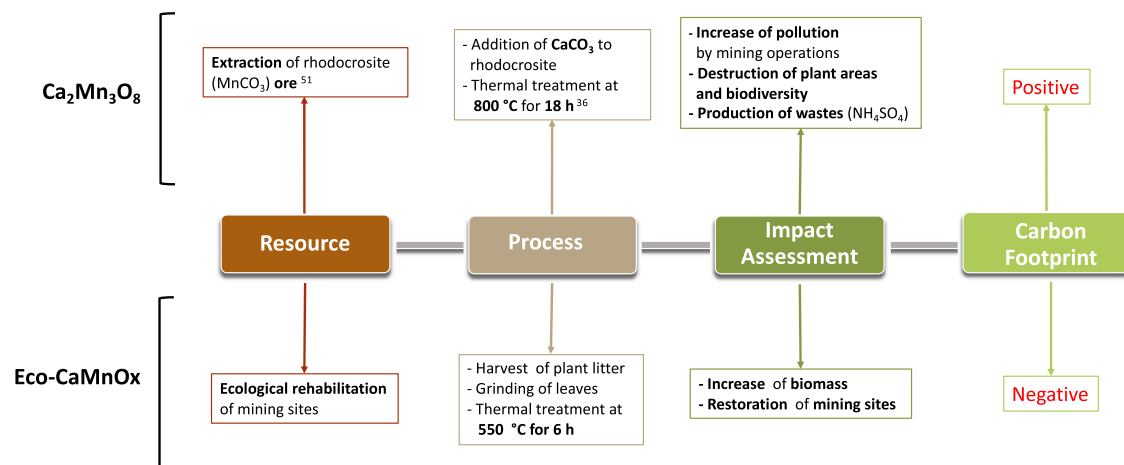 Ca₂Mn₃O₈
Extraction of rhodocrosite
(MnCO₃) ore ⁵¹
- Addition of CaCO₃ to
rhodocrosite
- Thermal treatment at
800 °C for 18 h ³⁶
- Increase of pollution
by mining operations
- Destruction of plant areas
and biodiversity
- Production of wastes (NH₄SO₄)
Positive
Resource
Process
Impact
Assessment
Carbon
Footprint
Eco-CaMnOx
Ecological rehabilitation
of mining sites
- Harvest of plant litter
- Grinding of leaves
- Thermal treatment at
550 °C for 6 h
- Increase of biomass
- Restoration of mining sites
Negative